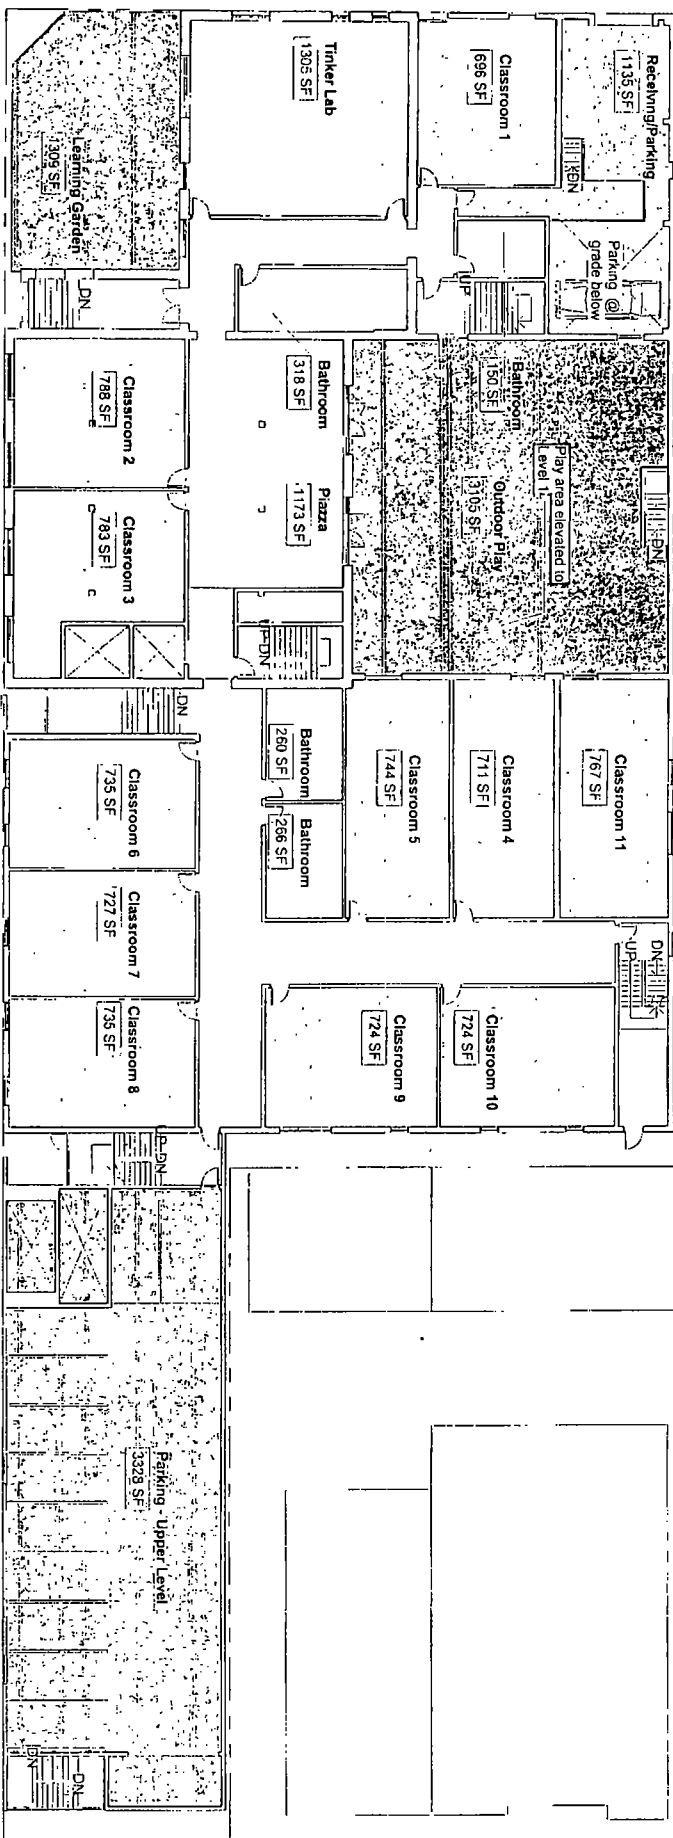 Receiving/Parking
1135 SF
DN
Parking @
grade below
Classroom 1
696 SF
UP
Tinker Lab
1305 SF
Learning Garden
1309 SF
DN
Bathroom
150 SF
Play area elevated to
Level 1.
Outdoor Play
3105 SF
DN
Bathroom
318 SF
Piazza
1173 SF
Classroom 2
788 SF
Classroom 3
783 SF
UP DN
DN
Classroom 11
767 SF
Classroom 4
711 SF
Classroom 5
744 SF
Bathroom
260 SF
Bathroom
266 SF
Classroom 6
735 SF
Classroom 7
727 SF
Classroom 8
735 SF
DN
UP
Classroom 10
724 SF
Classroom 9
724 SF
DN
Parking - Upper Level
3328 SF
DN
DN